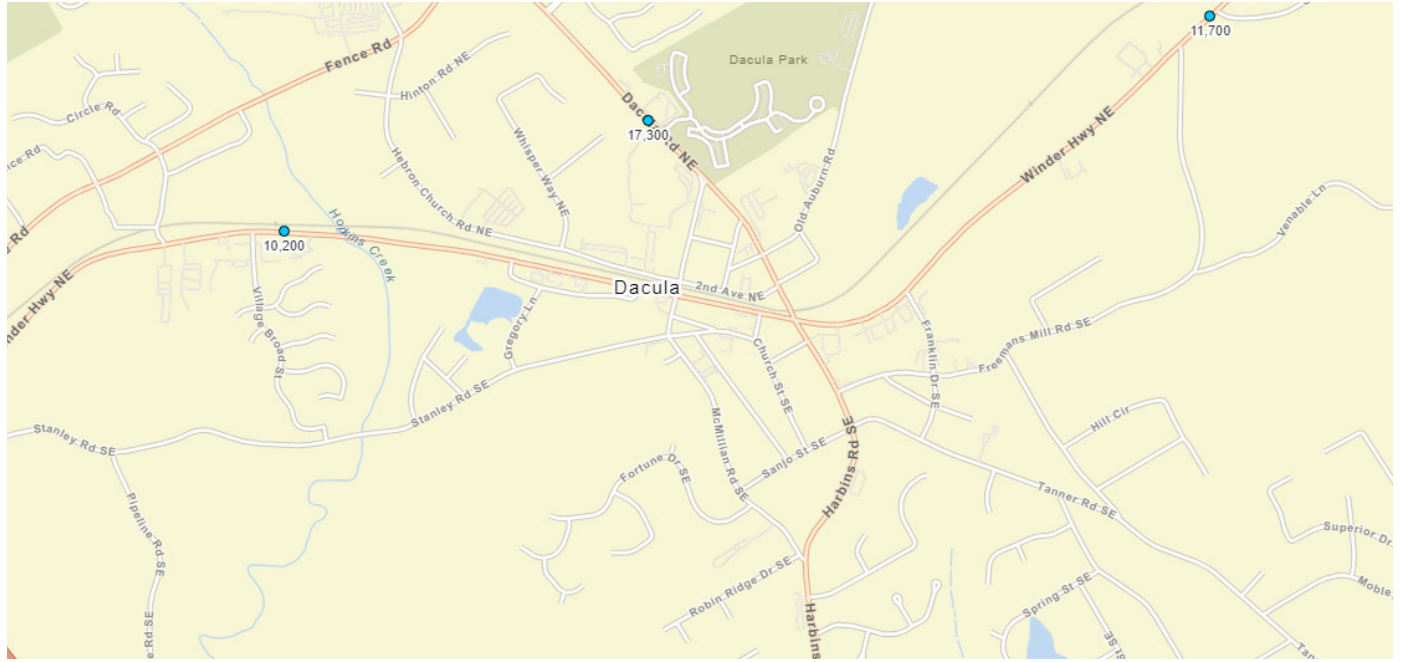 11,700
Dacula Park
Fence Rd
Hinton Rd NE
Circle Rd
17,300
Winder Hwy NE
Whisper Way NE
Hebron Church Rd NE
Old Auburn Rd
Venable Ln
10,200
Hopkins Creek
Dacula
2nd Ave NE
Gregory Ln
Village Broad St
Franklin Dr SE
Freemans Mill Rd SE
Church St SE
Stanley Rd SE
Stanley Rd SE
McMillian Rd SE
Hill Cir
Sanjo St SE
Harbins Rd SE
Fortune Dr SE
Pipeline Rd SE
Tanner Rd SE
Superior Dr
Robin Ridge Dr SE
Spring St SE
Harbins